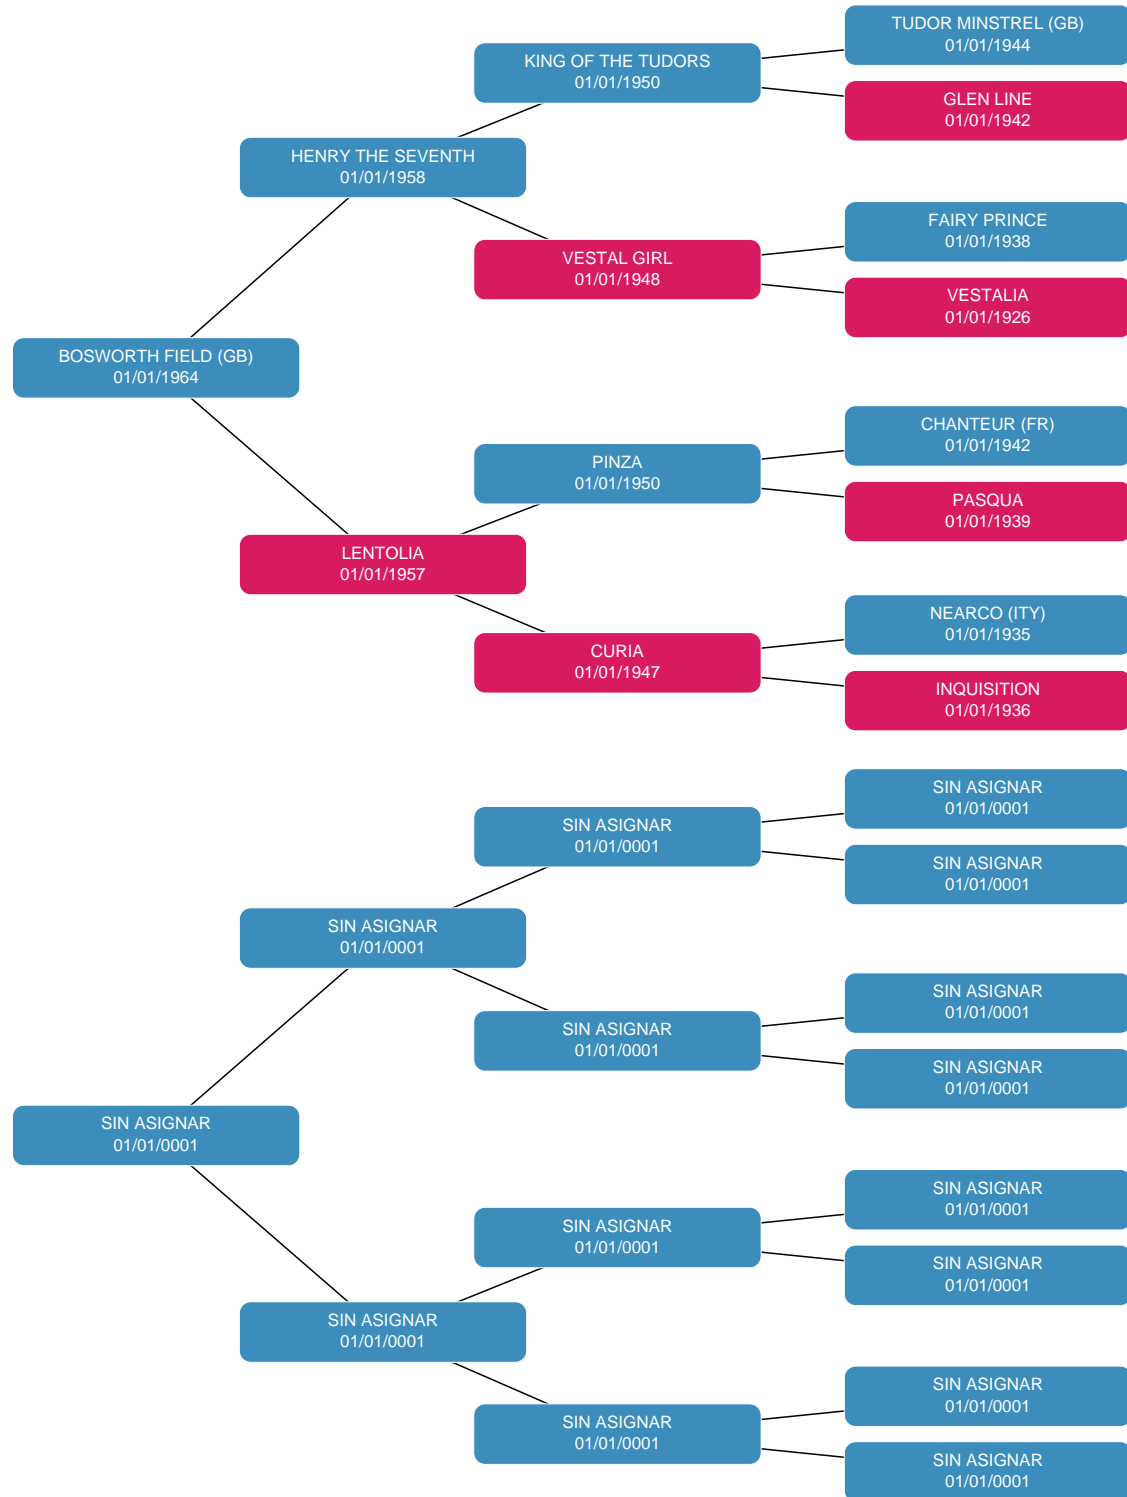 TUDOR MINSTREL (GB)
01/01/1944
KING OF THE TUDORS
01/01/1950
GLEN LINE
01/01/1942
HENRY THE SEVENTH
01/01/1958
FAIRY PRINCE
01/01/1938
VESTAL GIRL
01/01/1948
VESTALIA
01/01/1926
BOSWORTH FIELD (GB)
01/01/1964
CHANTEUR (FR)
01/01/1942
PINZA
01/01/1950
PASQUA
01/01/1939
LENTOLIA
01/01/1957
NEARCO (ITY)
01/01/1935
CURIA
01/01/1947
INQUISITION
01/01/1936
SIN ASIGNAR
01/01/0001
SIN ASIGNAR
01/01/0001
SIN ASIGNAR
01/01/0001
SIN ASIGNAR
01/01/0001
SIN ASIGNAR
01/01/0001
SIN ASIGNAR
01/01/0001
SIN ASIGNAR
01/01/0001
SIN ASIGNAR
01/01/0001
SIN ASIGNAR
01/01/0001
SIN ASIGNAR
01/01/0001
SIN ASIGNAR
01/01/0001
SIN ASIGNAR
01/01/0001
SIN ASIGNAR
01/01/0001
SIN ASIGNAR
01/01/0001
SIN ASIGNAR
01/01/0001